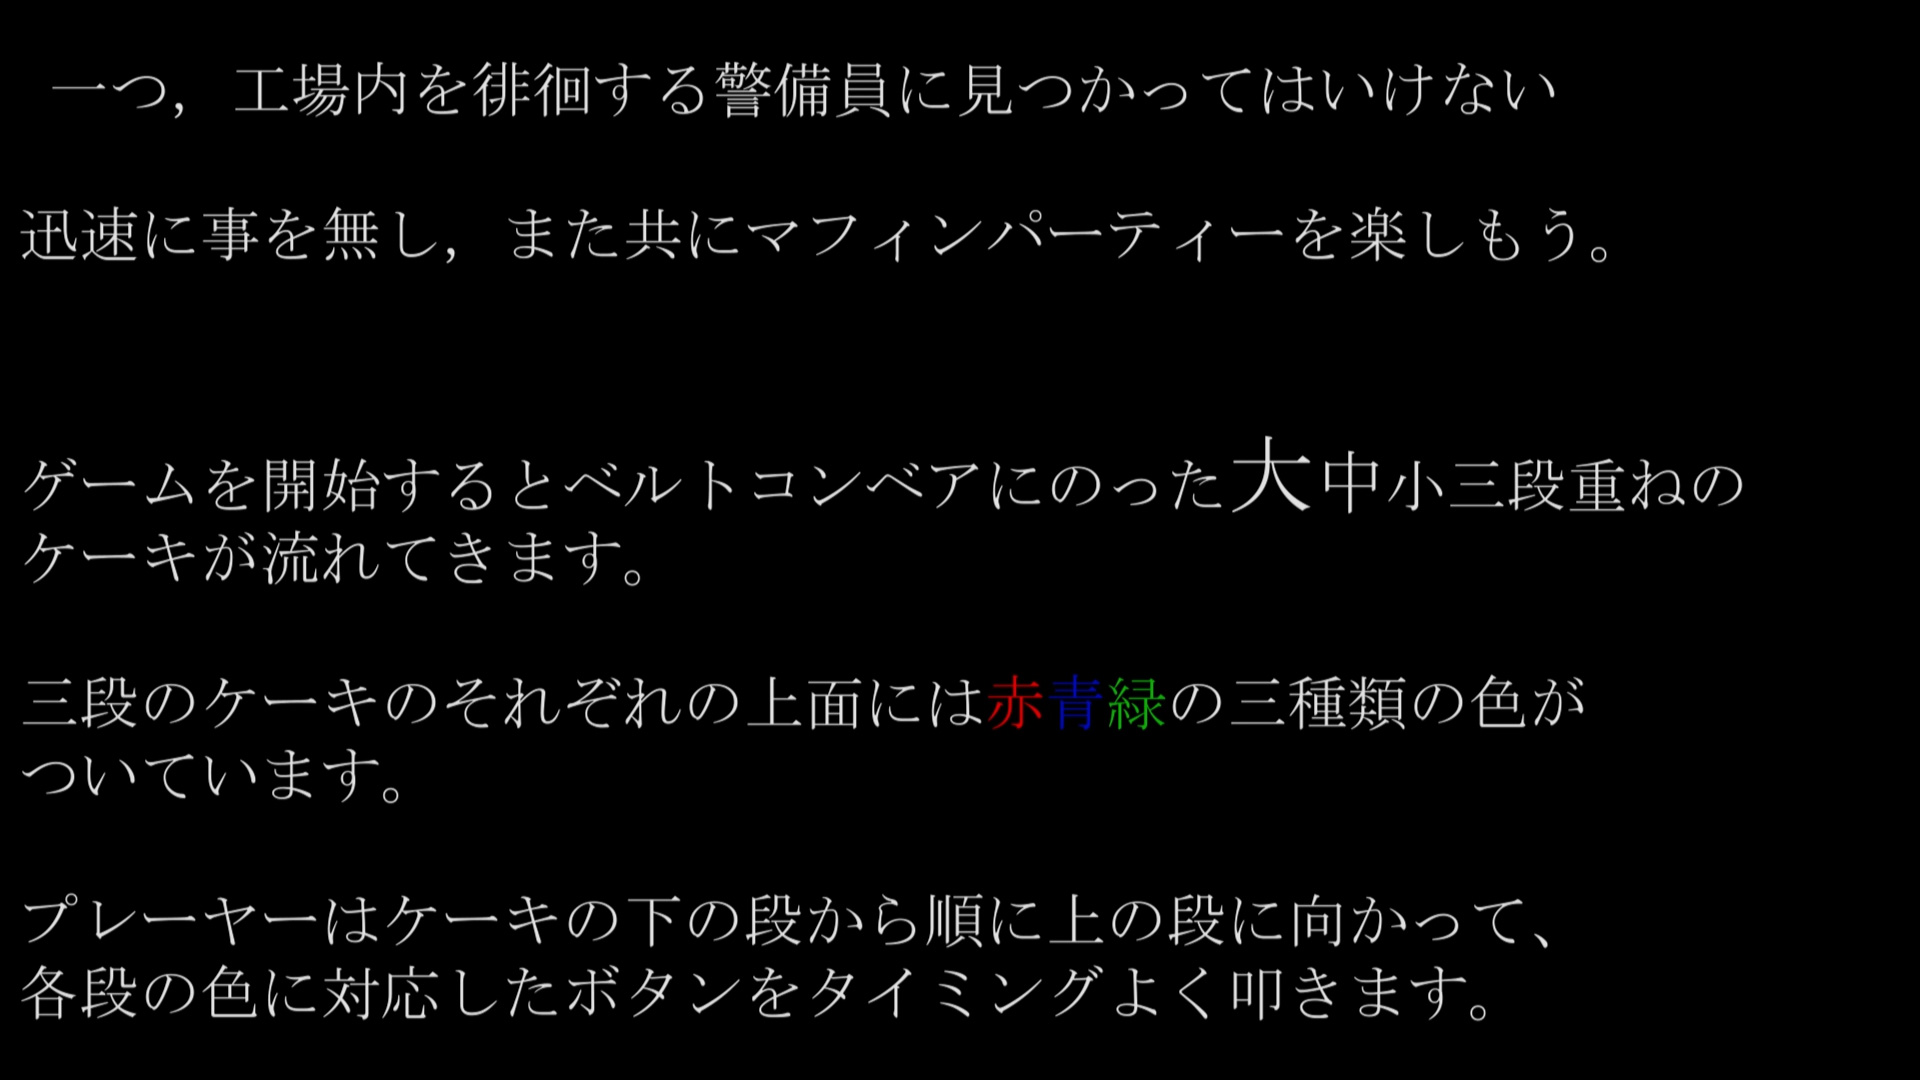 一つ，工場内を徘徊する警備員に見つかってはいけない
迅速に事を無し，また共にマフィンパーティーを楽しもう。
ゲームを開始するとベルトコンベアにのった大中小三段重ねの
ケーキが流れてきます。
三段のケーキのそれぞれの上面には赤青緑の三種類の色が
ついています。
プレーヤーはケーキの下の段から順に上の段に向かって、
各段の色に対応したボタンをタイミングよく叩きます。